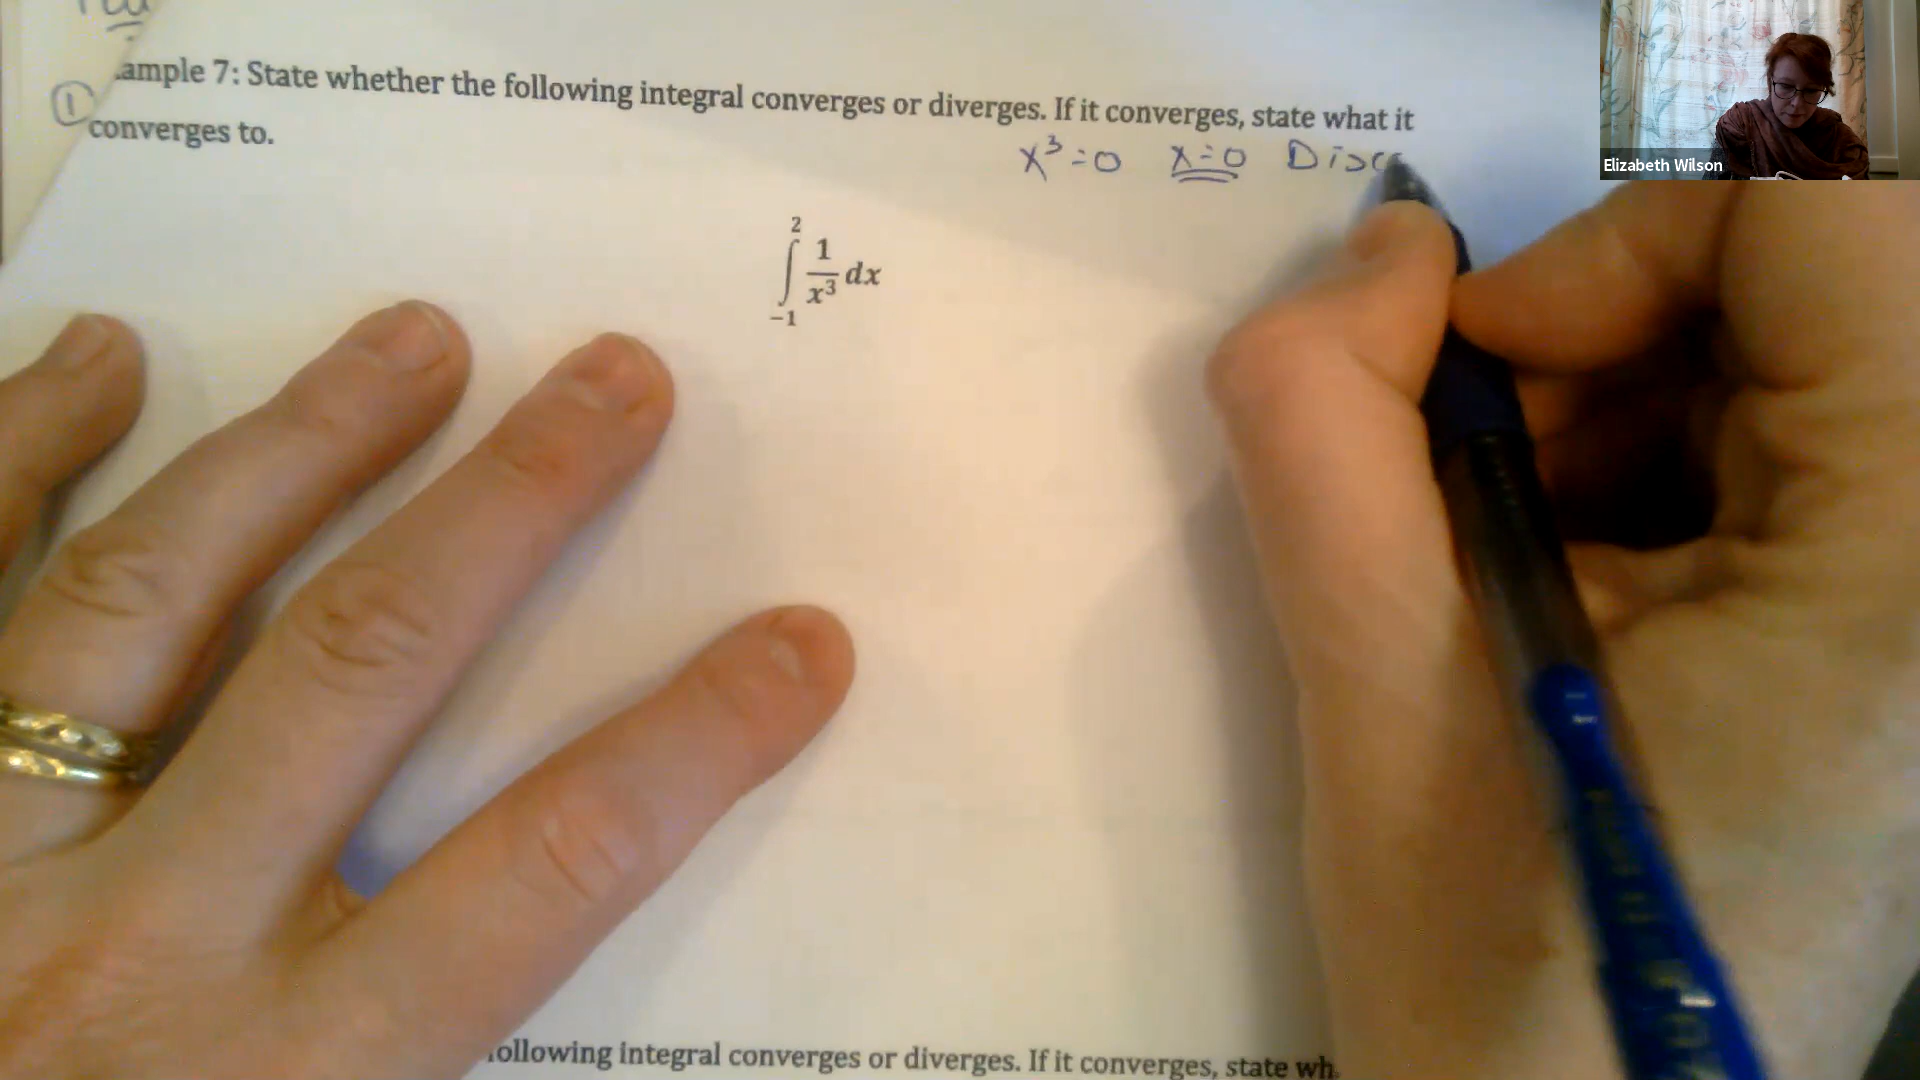 ample 7: State whether the following integral converges or diverges. If it converges, state what it
① converges to.
x³=0 x=0 Disc
∫_{-1}^{2} 1/x³ dx
ollowing integral converges or diverges. If it converges, state wh
Elizabeth Wilson